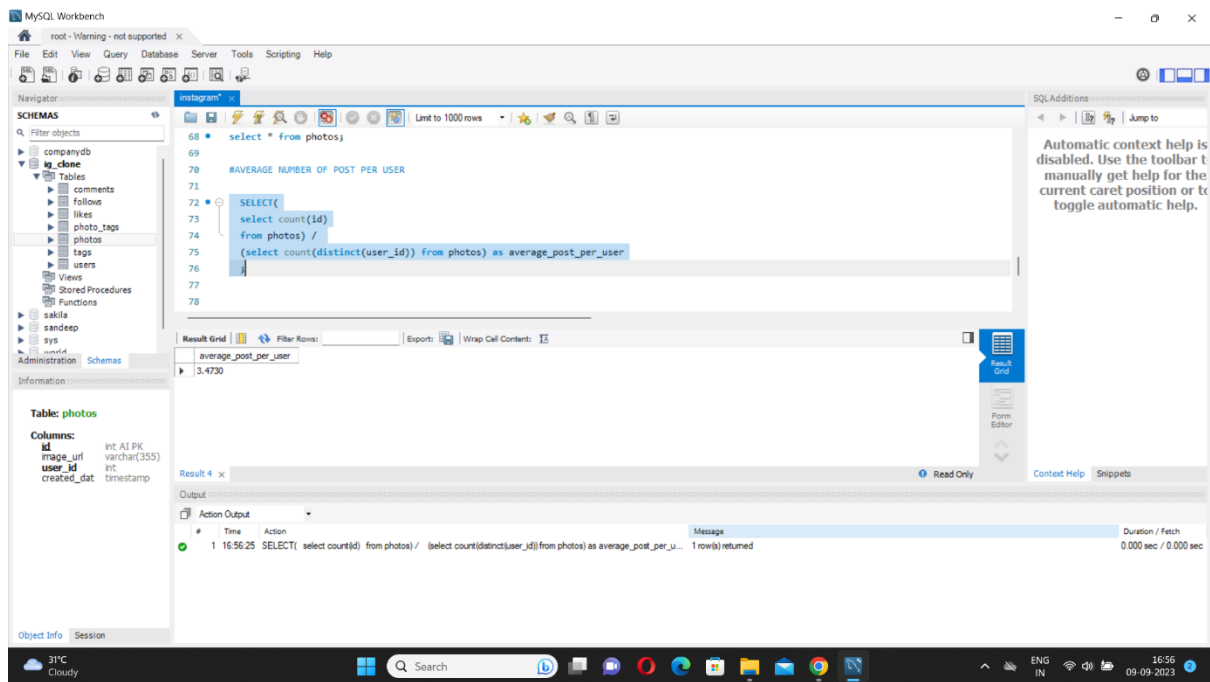 MySQL Workbench
root - Warning - not supported
File Edit View Query Database Server Tools Scripting Help
Navigator
SCHEMAS
Filter objects
companydb
ig_clone
Tables
comments
follows
likes
photo_tags
photos
tags
users
Views
Stored Procedures
Functions
sakila
sandeep
sys
world
Administration Schemas
Information
Table: photos
Columns:
id int AI PK
image_url varchar(355)
user_id int
created_dat timestamp
Object Info Session
instagram*
Limit to 1000 rows
68 select * from photos;
69
70 #AVERAGE NUMBER OF POST PER USER
71
72 SELECT(
73 select count(id)
74 from photos) /
75 (select count(distinct(user_id)) from photos) as average_post_per_user
76 ;
77
78
Result Grid Filter Rows: Export: Wrap Cell Content:
average_post_per_user
3.4730
Result Grid
Form Editor
Result 4
Read Only
Output
Action Output
# Time Action Message Duration / Fetch
1 16:56:25 SELECT( select count(id) from photos) / (select count(distinct(user_id)) from photos) as average_post_per_u... 1 row(s) returned 0.000 sec / 0.000 sec
SQLAdditions
Jump to
Automatic context help is
disabled. Use the toolbar t
manually get help for the
current caret position or to
toggle automatic help.
Context Help Snippets
31°C
Cloudy
Search
ENG
IN
16:56
09-09-2023
2